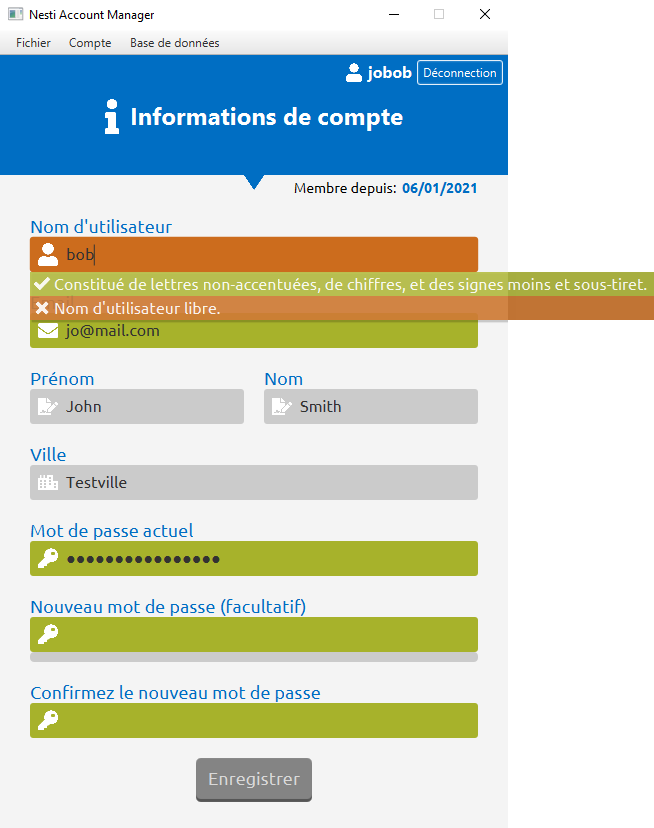 Nesti Account Manager
Fichier Compte Base de données
jobob Déconnection
Informations de compte
Membre depuis: 06/01/2021
Nom d'utilisateur
bob
Constitué de lettres non-accentuées, de chiffres, et des signes moins et sous-tiret.
Nom d'utilisateur libre.
jo@mail.com
Prénom Nom
John Smith
Ville
Testville
Mot de passe actuel
Nouveau mot de passe (facultatif)
Confirmez le nouveau mot de passe
Enregistrer